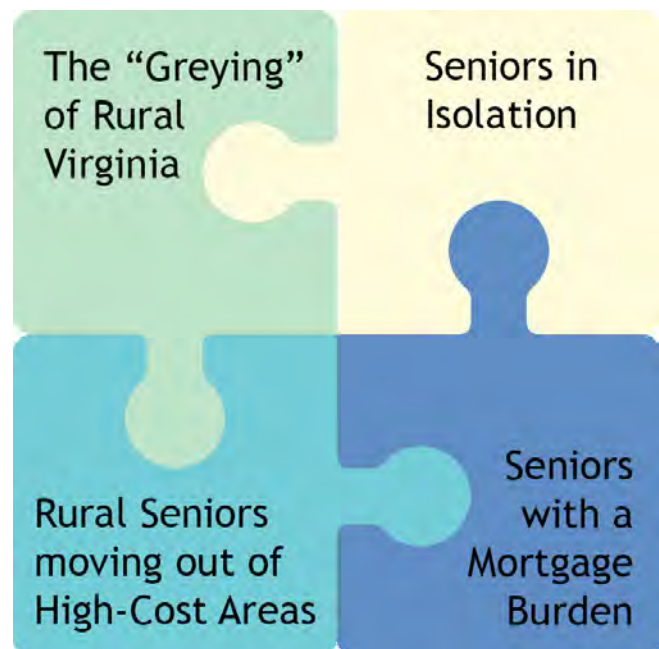 The “Greying”
of Rural
Virginia
Seniors in
Isolation
Rural Seniors
moving out of
High-Cost Areas
Seniors
with a
Mortgage
Burden